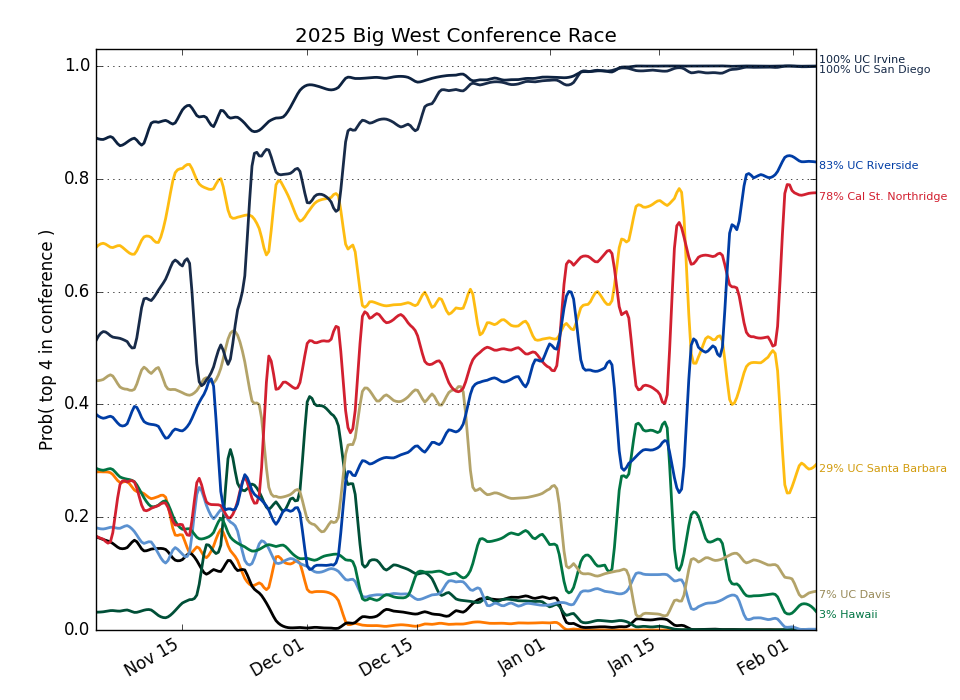 2025 Big West Conference Race
Prob( top 4 in conference )
1.0
0.8
0.6
0.4
0.2
0.0
Nov 15
Dec 01
Dec 15
Jan 01
Jan 15
Feb 01
100% UC Irvine
100% UC San Diego
83% UC Riverside
78% Cal St. Northridge
29% UC Santa Barbara
7% UC Davis
3% Hawaii